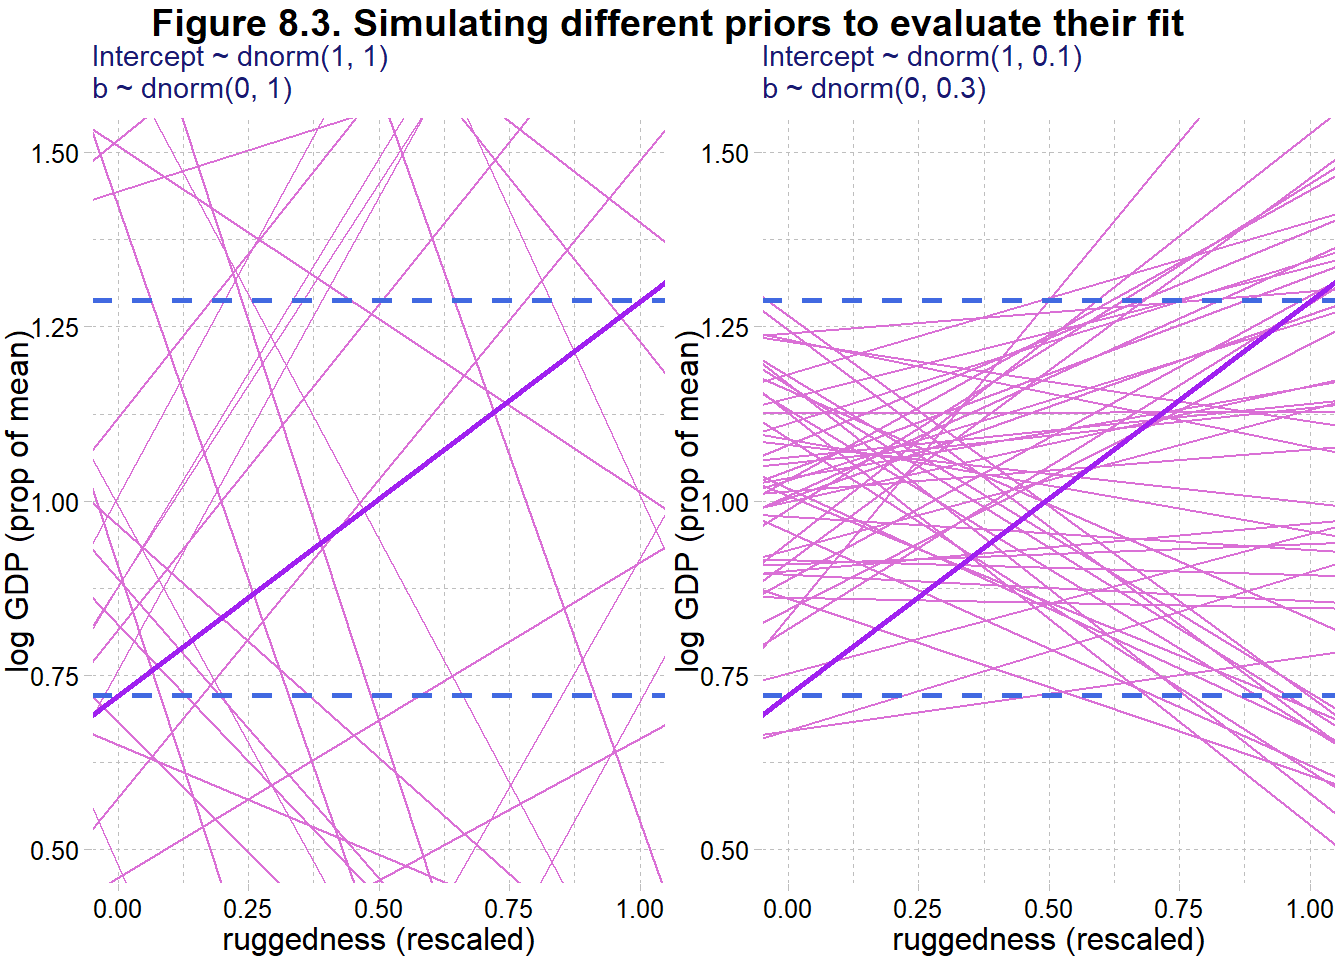 Figure 8.3. Simulating different priors to evaluate their fit
Intercept ~ dnorm(1, 1)
b ~ dnorm(0, 1)
1.50
1.25
1.00
0.75
0.50
log GDP (prop of mean)
0.00 0.25 0.50 0.75 1.00
ruggedness (rescaled)
Intercept ~ dnorm(1, 0.1)
b ~ dnorm(0, 0.3)
1.50
1.25
1.00
0.75
0.50
log GDP (prop of mean)
0.00 0.25 0.50 0.75 1.00
ruggedness (rescaled)